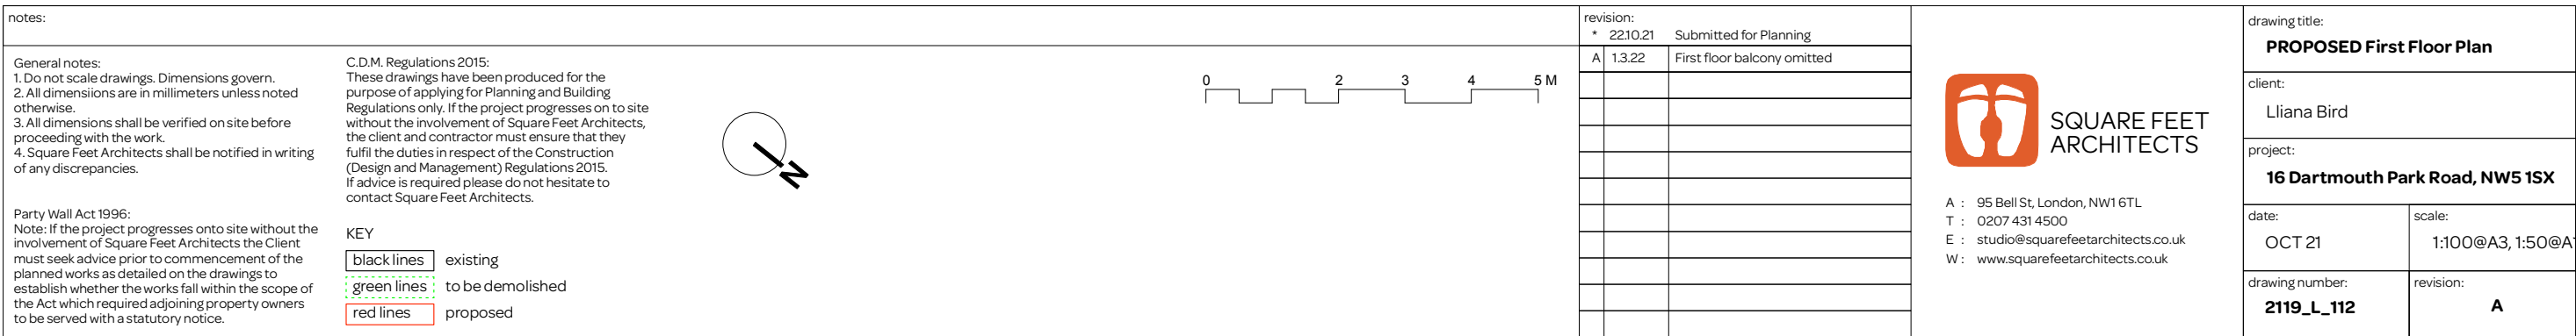 notes:
General notes:
1. Do not scale drawings. Dimensions govern.
2. All dimensiions are in millimeters unless noted
otherwise.
3. All dimensions shall be verified on site before
proceeding with the work.
4. Square Feet Architects shall be notified in writing
of any discrepancies.
Party Wall Act 1996:
Note: If the project progresses onto site without the
involvement of Square Feet Architects the Client
must seek advice prior to commencement of the
planned works as detailed on the drawings to
establish whether the works fall within the scope of
the Act which required adjoining property owners
to be served with a statutory notice.
C.D.M. Regulations 2015:
These drawings have been produced for the
purpose of applying for Planning and Building
Regulations only. If the project progresses on to site
without the involvement of Square Feet Architects,
the client and contractor must ensure that they
fulfil the duties in respect of the Construction
(Design and Management) Regulations 2015.
If advice is required please do not hesitate to
contact Square Feet Architects.
KEY
black lines existing
green lines to be demolished
red lines proposed
N
0 2 3 4 5 M
revision:
* 22.10.21 Submitted for Planning
A 1.3.22 First floor balcony omitted
SQUARE FEET
ARCHITECTS
A : 95 Bell St, London, NW1 6TL
T : 0207 431 4500
E : studio@squarefeetarchitects.co.uk
W : www.squarefeetarchitects.co.uk
drawing title:
PROPOSED First Floor Plan
client:
Lliana Bird
project:
16 Dartmouth Park Road, NW5 1SX
date:
OCT 21
scale:
1:100@A3, 1:50@A1
drawing number:
2119_L_112
revision:
A